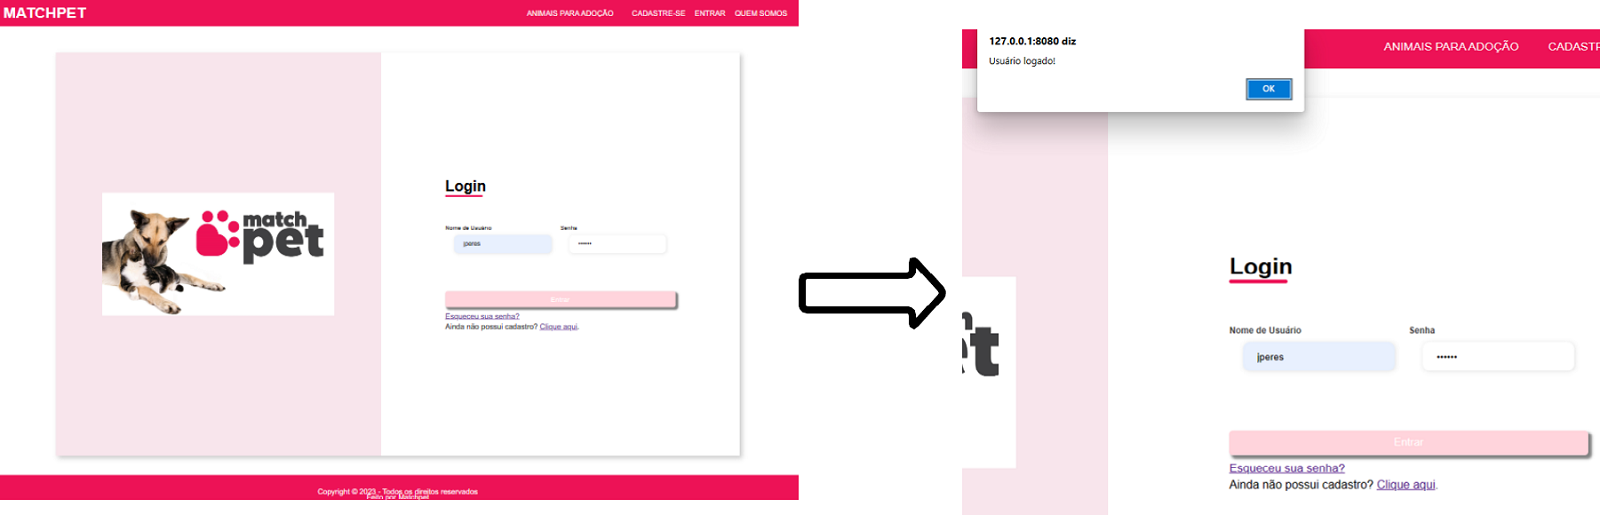 MATCHPET
ANIMAIS PARA ADOÇÃO CADASTRE-SE ENTRAR QUEM SOMOS
match
pet
Login
Nome de Usuário Senha
jperes ••••••
Entrar
Esqueceu sua senha?
Ainda não possui cadastro? Clique aqui.
Copyright © 2023 - Todos os direitos reservados
Feito por Matchpet
127.0.0.1:8080 diz
Usuário logado!
OK
ANIMAIS PARA ADOÇÃO CADASTR
et
Login
Nome de Usuário Senha
jperes ••••••
Entrar
Esqueceu sua senha?
Ainda não possui cadastro? Clique aqui.